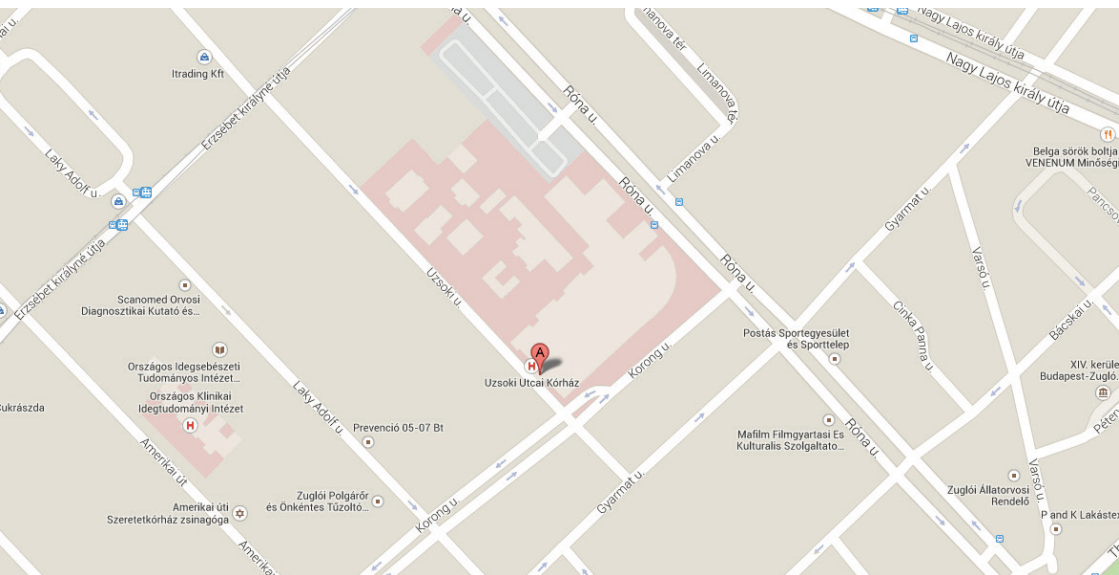 Róna u.
Limanova tér
Nagy Lajos király útja
Itrading Kft
Erzsébet királyné útja
Limanova tér
Nagy Lajos király útja
Róna u.
Limanova u.
Belga sörök boltja
VENENUM Minőségi
Laky Adolf u.
Róna u.
Gyarmat u.
Erzsébet királyné útja
Uzsoki u.
Róna u.
Varsó u.
Scanomed Orvosi
Diagnosztikai Kutató és...
Cinka Panna u.
Bácskai u.
Postás Sportegyesület
és Sporttelep
Országos Idegsebészeti
Tudományos Intézet...
A
H
Uzsoki Utcai Kórház
Korong u.
XIV. kerüle
Budapest-Zugló.
Országos Klinikai
Idegtudományi Intézet
H
Cukrászda
Laky Adolf u.
Prevenció 05-07 Bt
Mafilm Filmgyartasi Es
Kulturalis Szolgaltato...
Róna u.
Péter
Amerikai út
Gyarmat u.
Varsó u.
Zuglói Állatorvosi
Rendelő
Zuglói Polgárőr
és Önkéntes Tűzoltó...
Amerikai úti
Szeretetkórház zsinagóga
Korong u.
P and K Lakástex
Amerikai